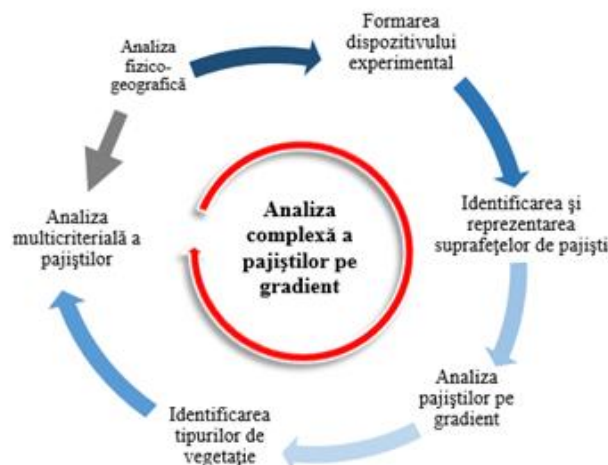 Analiza
fizico-
geografică
Formarea
dispozitivului
experimental
Identificarea şi
reprezentarea
suprafeţelor de pajişti
Analiza
pajiştilor pe
gradient
Identificarea
tipurilor de
vegetaţie
Analiza
multicriterială a
pajiştilor
Analiza
complexă a
pajiștilor pe
gradient